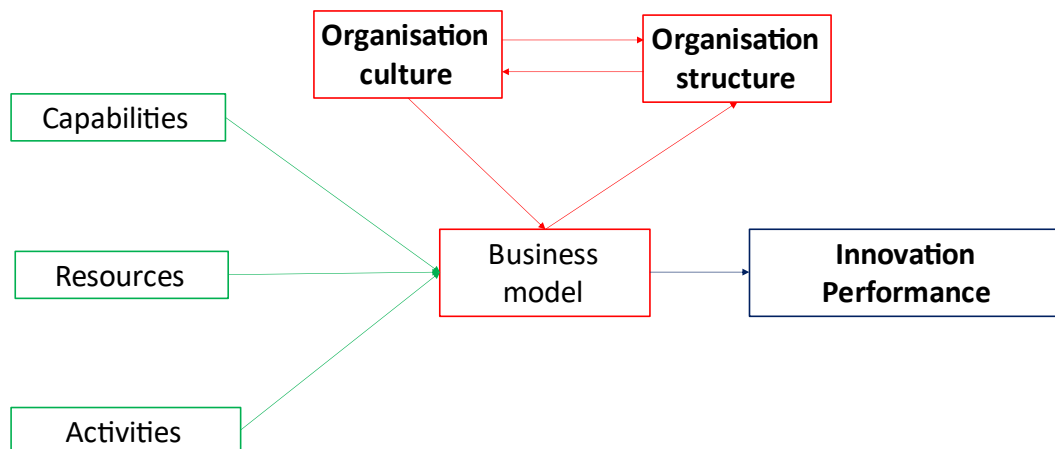 Organisation
culture
Organisation
structure
Capabilities
Resources
Business
model
Innovation
Performance
Activities